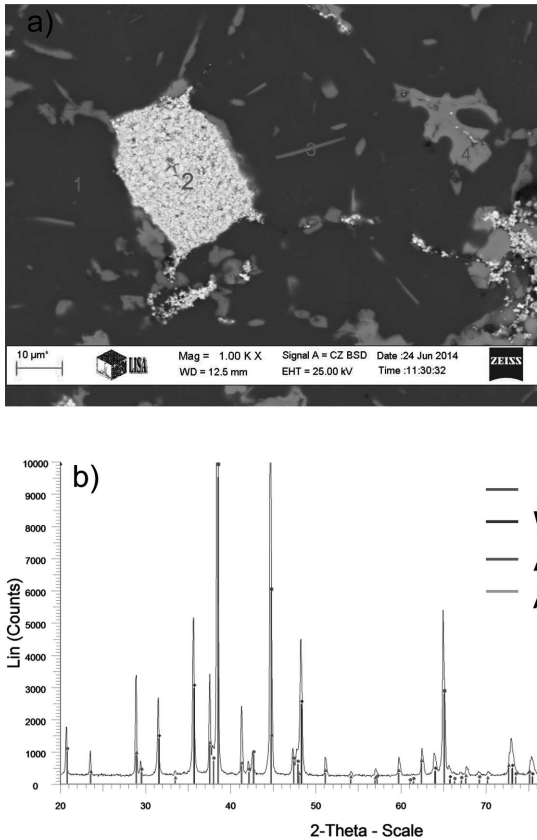 a)
1
2
3
4
10 µm*
LISA
Mag = 1.00 K X
WD = 12.5 mm
Signal A = CZ BSD
EHT = 25.00 kV
Date :24 Jun 2014
Time :11:30:32
ZEISS
b)
Lin (Counts)
10000
9000
8000
7000
6000
5000
4000
3000
2000
1000
0
20
30
40
50
60
70
2-Theta - Scale